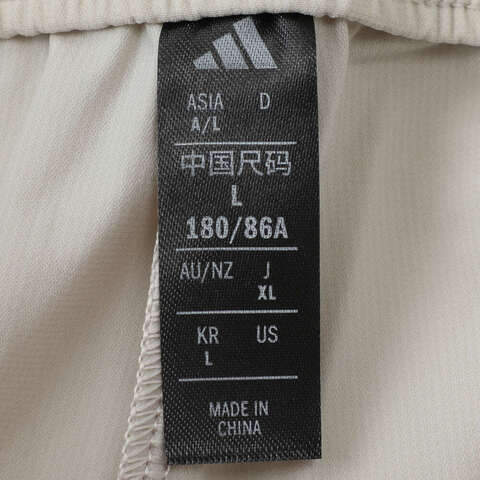 ASIA D
A/L
中国尺码
L
180/86A
AU/NZ J
XL
KR US
L
MADE IN
CHINA